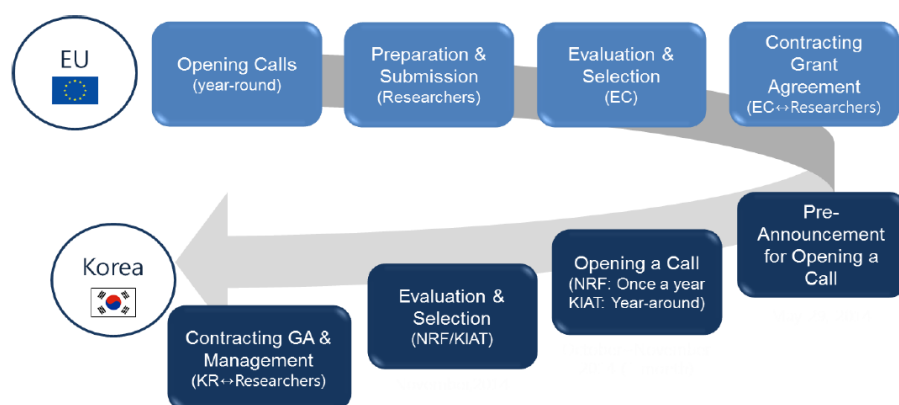 EU
Opening Calls
(year-round)
Preparation &
Submission
(Researchers)
Evaluation &
Selection
(EC)
Contracting
Grant
Agreement
(EC↔Researchers)
Pre-
Announcement
for Opening a
Call
Opening a Call
(NRF: Once a year
KIAT: Year-around)
Evaluation &
Selection
(NRF/KIAT)
Contracting GA &
Management
(KR↔Researchers)
Korea